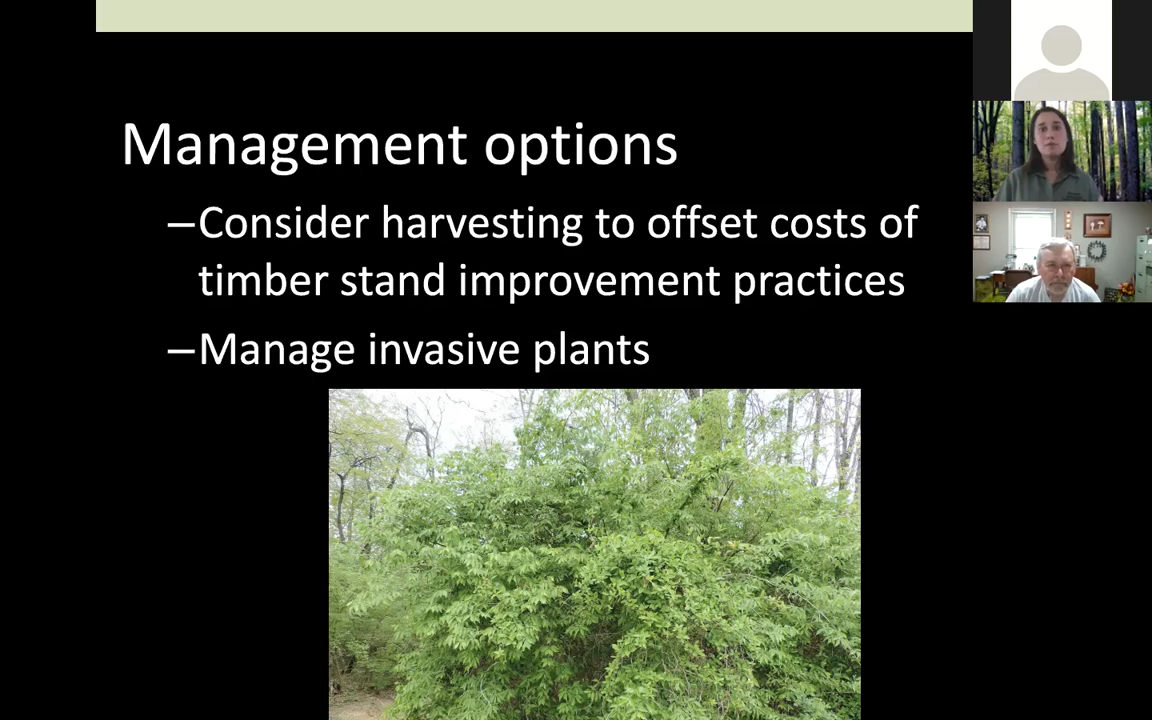 Management options
–Consider harvesting to offset costs of
timber stand improvement practices
–Manage invasive plants